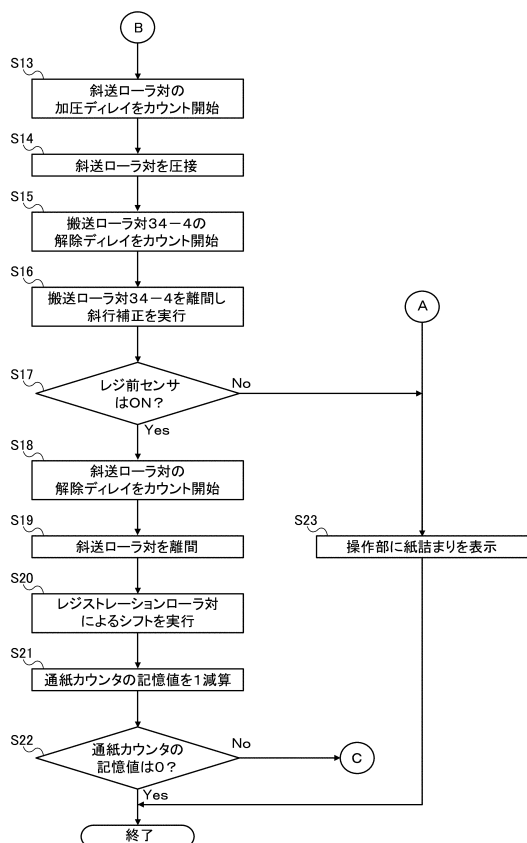 B
S13
斜送ローラ対の
加圧ディレイをカウント開始
S14
斜送ローラ対を圧接
S15
搬送ローラ対34-4の
解除ディレイをカウント開始
S16
搬送ローラ対34-4を離間し
斜行補正を実行
A
S17
レジ前センサ
はON?
No
Yes
S18
斜送ローラ対の
解除ディレイをカウント開始
S19
斜送ローラ対を離間
S23
操作部に紙詰まりを表示
S20
レジストレーションローラ対
によるシフトを実行
S21
通紙カウンタの記憶値を1減算
S22
通紙カウンタの
記憶値は0?
No
C
Yes
終了